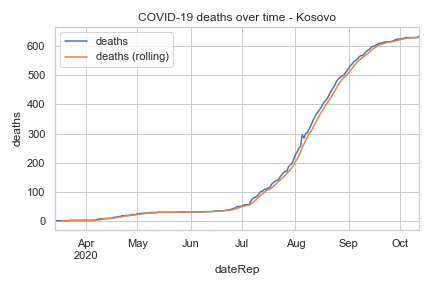 COVID-19 deaths over time - Kosovo
deaths
deaths (rolling)
600
500
400
300
200
100
0
deaths
Apr May Jun Jul Aug Sep Oct
2020
dateRep